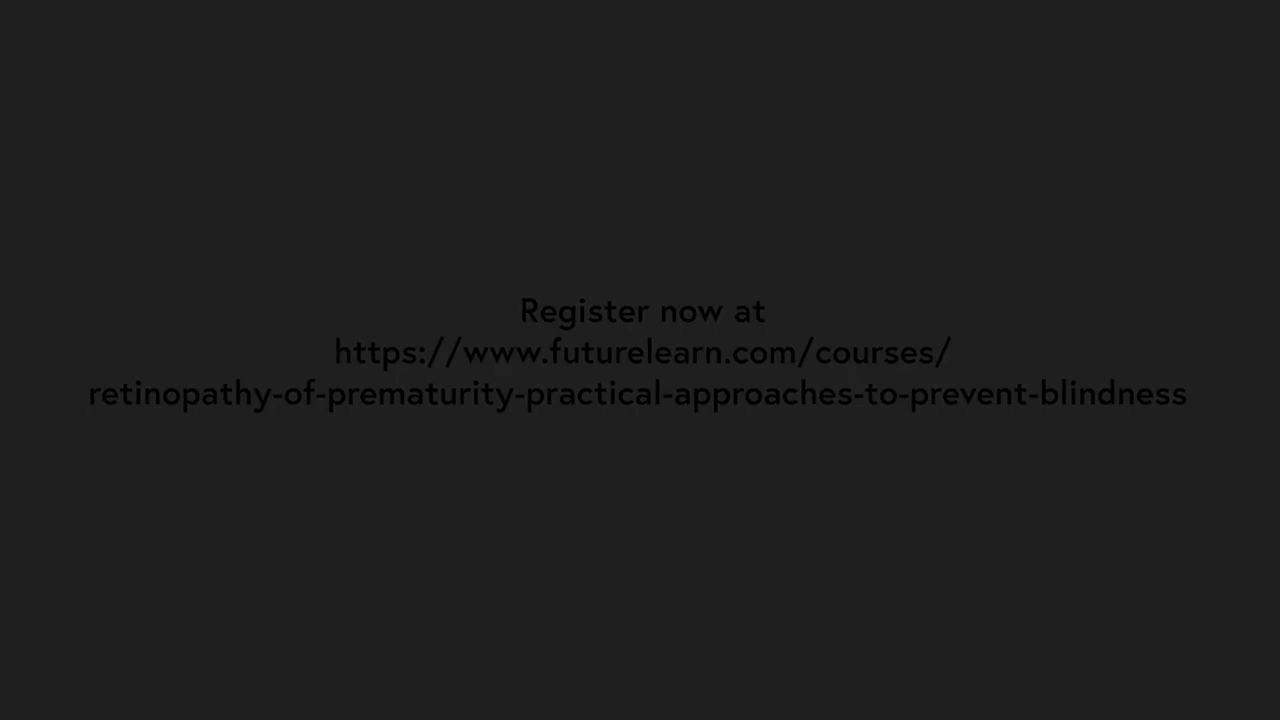 Register now at
https://www.futurelearn.com/courses/
retinopathy-of-prematurity-practical-approaches-to-prevent-blindness